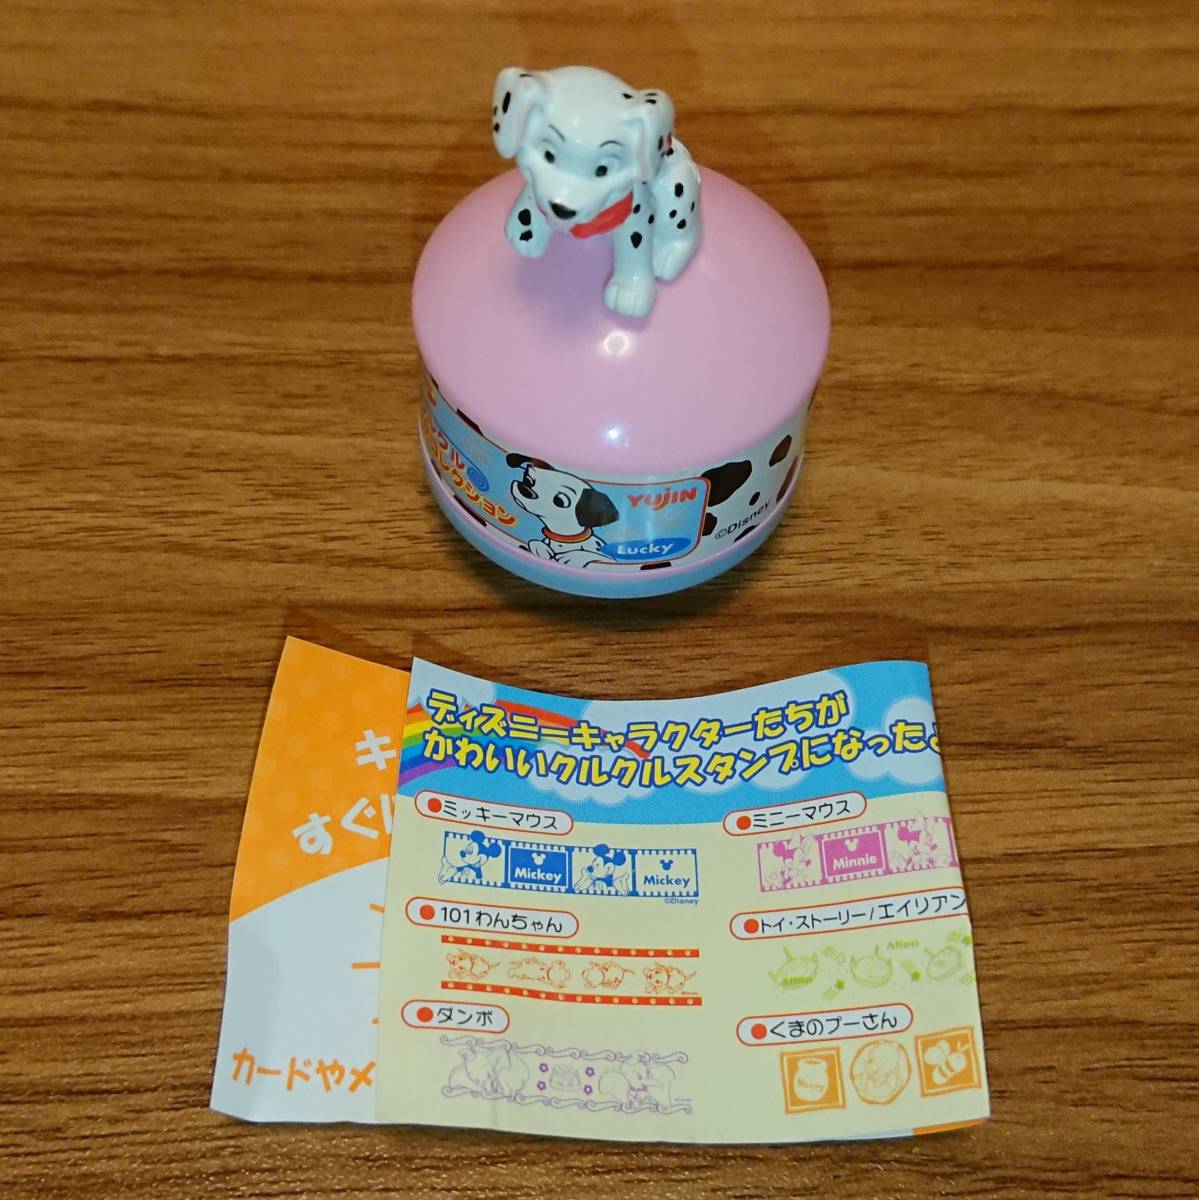 クル
コレクション
YUJIN
Lucky
©Disney
ディズニーキャラクターたちが
かわいいクルクルスタンプになったよ
ミッキーマウス
Mickey
Mickey
©Disney
ミニーマウス
Minnie
101わんちゃん
トイ・ストーリー/エイリアン
Alien
Alien
ダンボ
くまのプーさん
キ
すぐに
カードやメ